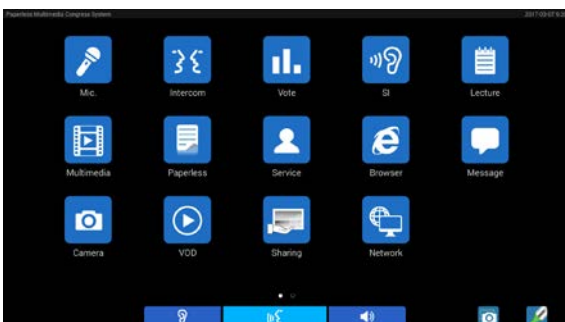 Paperless Multimedia Congress System
Mic. Intercom Vote SI Lecture
Multimedia Paperless Service Browser Message
Camera VOD Sharing Network